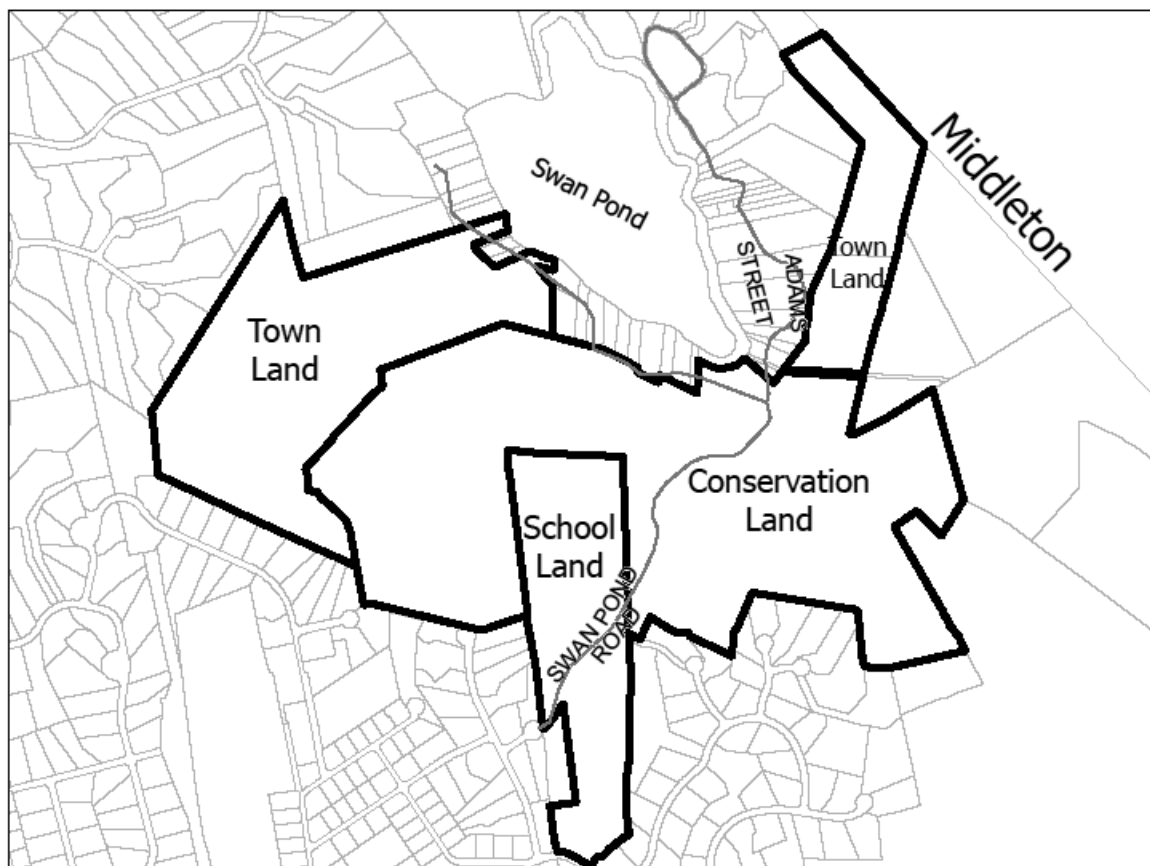 Middleton
Swan Pond
ADAMS
STREET
Town
Land
Town
Land
Conservation
Land
School
Land
SWAN POND
ROAD